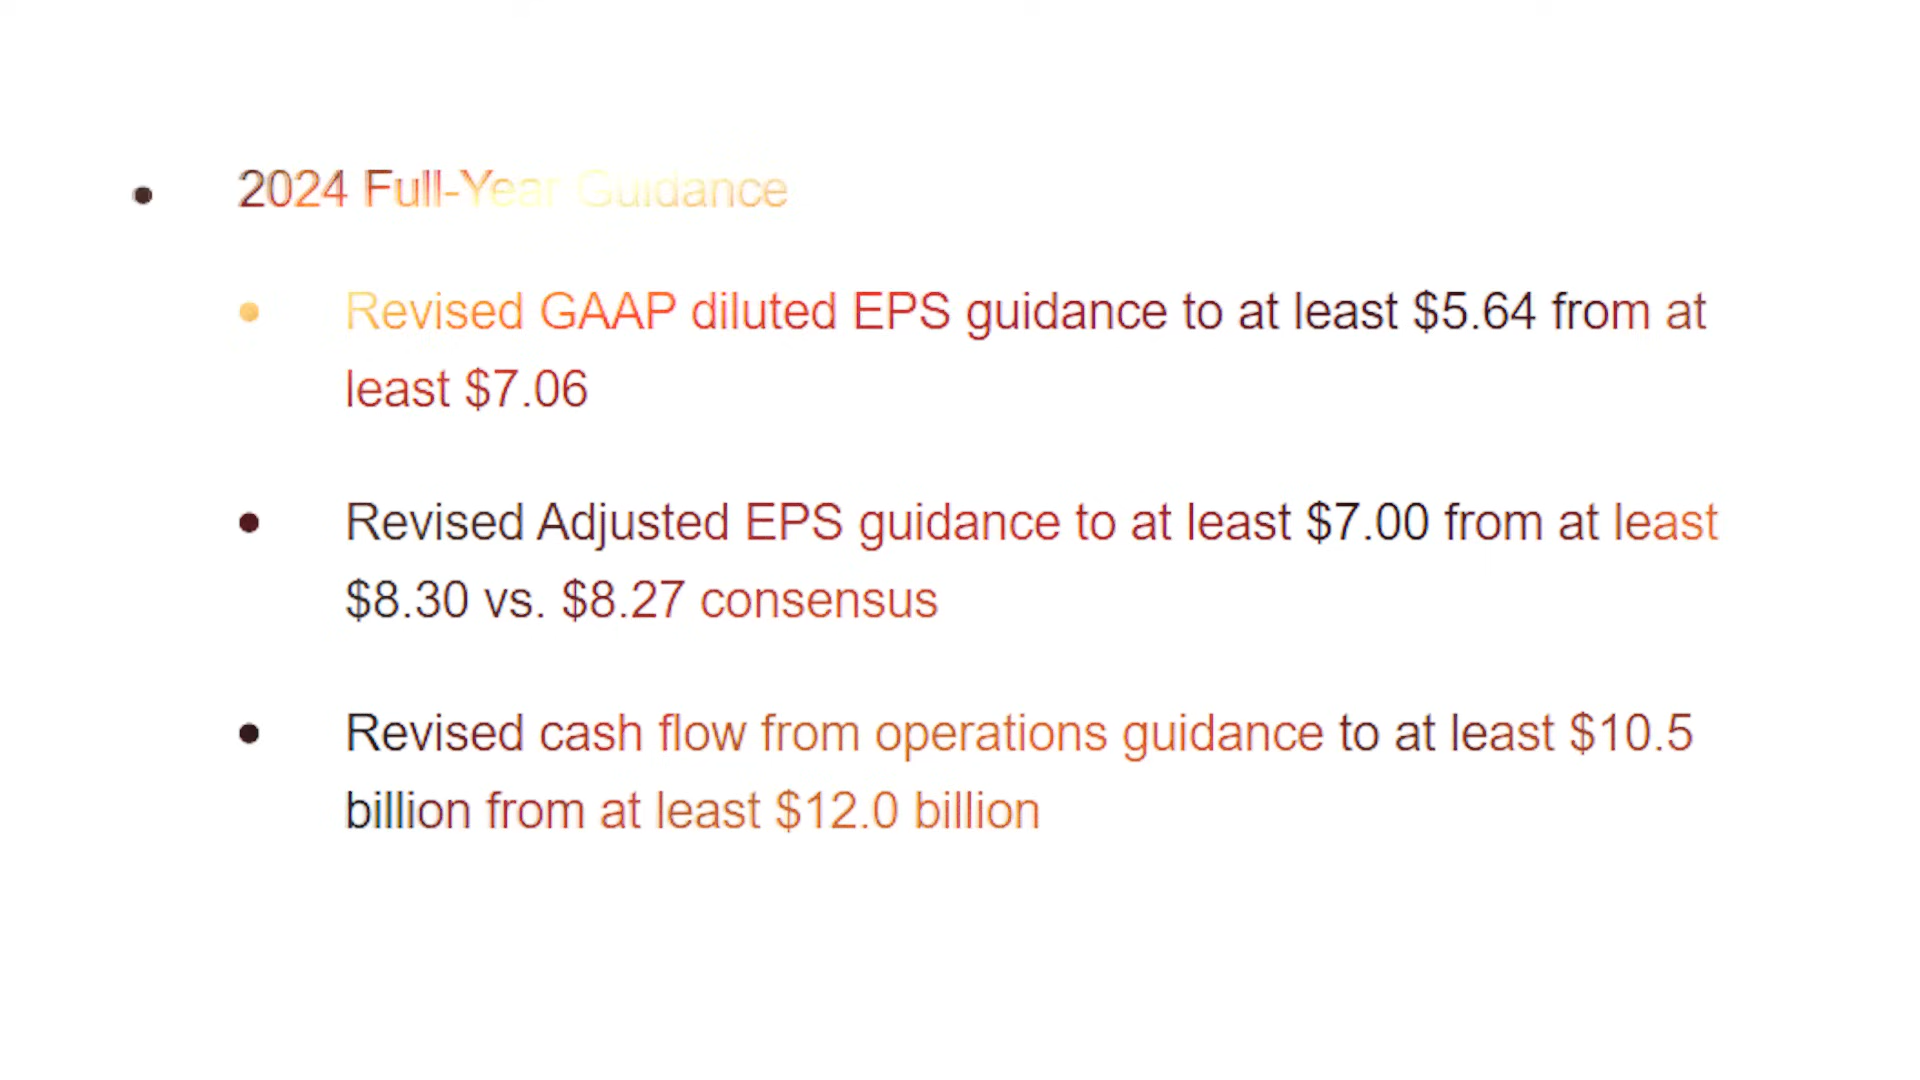 2024 Full-Year Guidance
Revised GAAP diluted EPS guidance to at least $5.64 from at
least $7.06
Revised Adjusted EPS guidance to at least $7.00 from at least
$8.30 vs. $8.27 consensus
Revised cash flow from operations guidance to at least $10.5
billion from at least $12.0 billion